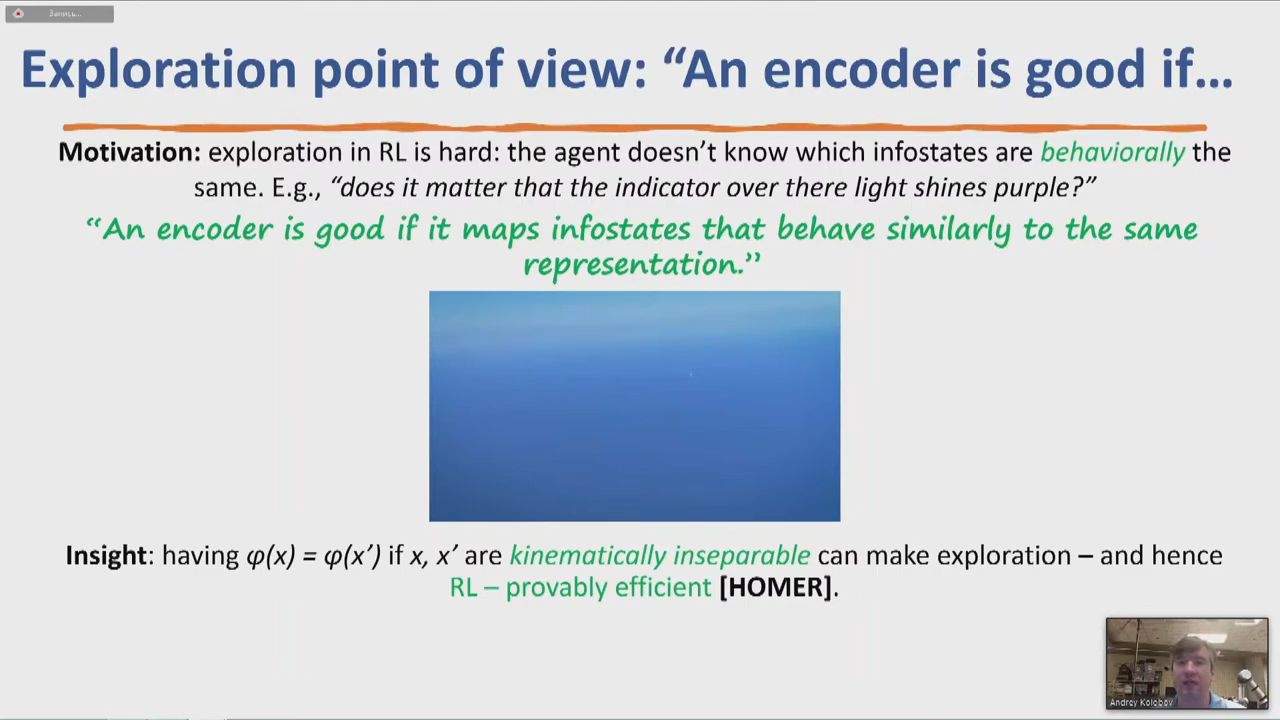 Запись...
Exploration point of view: “An encoder is good if…
Motivation: exploration in RL is hard: the agent doesn’t know which infostates are behaviorally the
same. E.g., “does it matter that the indicator over there light shines purple?”
“An encoder is good if it maps infostates that behave similarly to the same
representation.”
Insight: having φ(x) = φ(x’) if x, x’ are kinematically inseparable can make exploration – and hence
RL – provably efficient [HOMER].
Andrey Kolobov